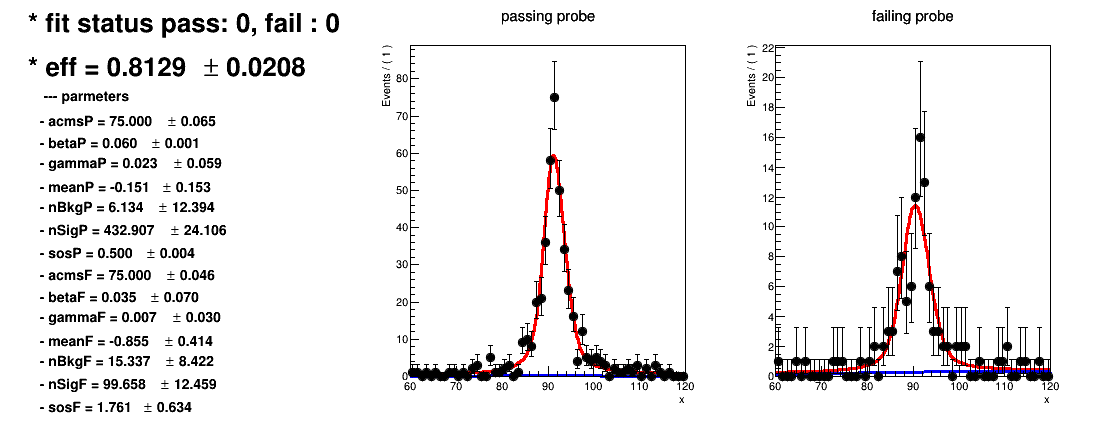 * fit status pass: 0, fail : 0
* eff = 0.8129 ± 0.0208
--- parmeters
- acmsP = 75.000 ± 0.065
- betaP = 0.060 ± 0.001
- gammaP = 0.023 ± 0.059
- meanP = -0.151 ± 0.153
- nBkgP = 6.134 ± 12.394
- nSigP = 432.907 ± 24.106
- sosP = 0.500 ± 0.004
- acmsF = 75.000 ± 0.046
- betaF = 0.035 ± 0.070
- gammaF = 0.007 ± 0.030
- meanF = -0.855 ± 0.414
- nBkgF = 15.337 ± 8.422
- nSigF = 99.658 ± 12.459
- sosF = 1.761 ± 0.634
passing probe
Events / ( 1 )
80
70
60
50
40
30
20
10
0
60 70 80 90 100 110 120
x
failing probe
Events / ( 1 )
22
20
18
16
14
12
10
8
6
4
2
0
60 70 80 90 100 110 120
x